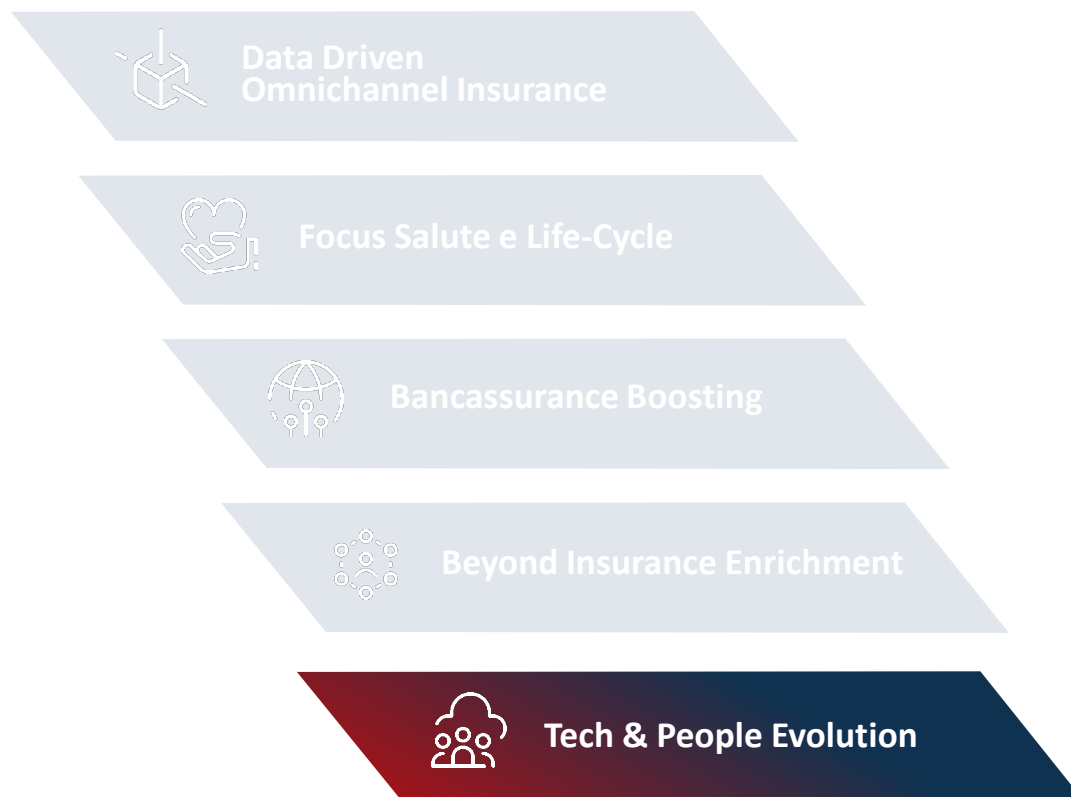 Data Driven
Omnichannel Insurance
Focus Salute e Life-Cycle
Bancassurance Boosting
Beyond Insurance Enrichment
Tech & People Evolution